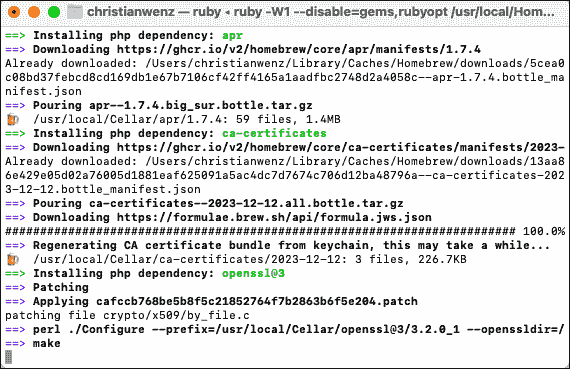 christianwenz — ruby ◂ ruby -W1 --disable=gems,rubyopt /usr/local/Hom...
==> Installing php dependency: apr
==> Downloading https://ghcr.io/v2/homebrew/core/apr/manifests/1.7.4
Already downloaded: /Users/christianwenz/Library/Caches/Homebrew/downloads/5cea0
c08bd37febcd8cd169db1e67b7106cf42ff4165a1aadfbc2748d2a4058c--apr-1.7.4.bottle_ma
nifest.json
==> Pouring apr--1.7.4.big_sur.bottle.tar.gz
🍺  /usr/local/Cellar/apr/1.7.4: 59 files, 1.4MB
==> Installing php dependency: ca-certificates
==> Downloading https://ghcr.io/v2/homebrew/core/ca-certificates/manifests/2023-
Already downloaded: /Users/christianwenz/Library/Caches/Homebrew/downloads/13aa8
6e429e05d02a76005d1881eaf625091a5ac4dc7d7674c706d12ba48796a--ca-certificates-202
3-12-12.bottle_manifest.json
==> Pouring ca-certificates--2023-12-12.all.bottle.tar.gz
==> Downloading https://formulae.brew.sh/api/formula.jws.json
######################################################################### 100.0%
==> Regenerating CA certificate bundle from keychain, this may take a while...
🍺  /usr/local/Cellar/ca-certificates/2023-12-12: 3 files, 226.7KB
==> Installing php dependency: openssl@3
==> Patching
==> Applying cafccb768be5b8f5c21852764f7b2863b6f5e204.patch
patching file crypto/x509/by_file.c
==> perl ./Configure --prefix=/usr/local/Cellar/openssl@3/3.2.0_1 --openssldir=/
==> make